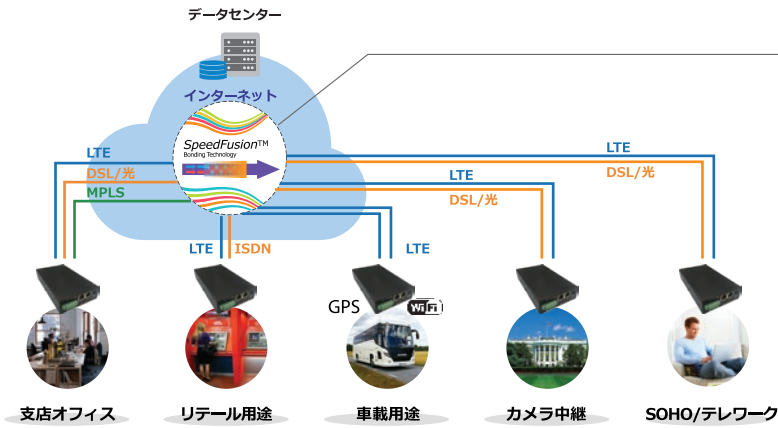 データセンター
インターネット
SpeedFusion™
Bonding Technology
LTE
DSL/光
MPLS
LTE
DSL/光
LTE
DSL/光
LTE
ISDN
LTE
GPS
Wi Fi
支店オフィス
リテール用途
車載用途
カメラ中継
SOHO/テレワーク